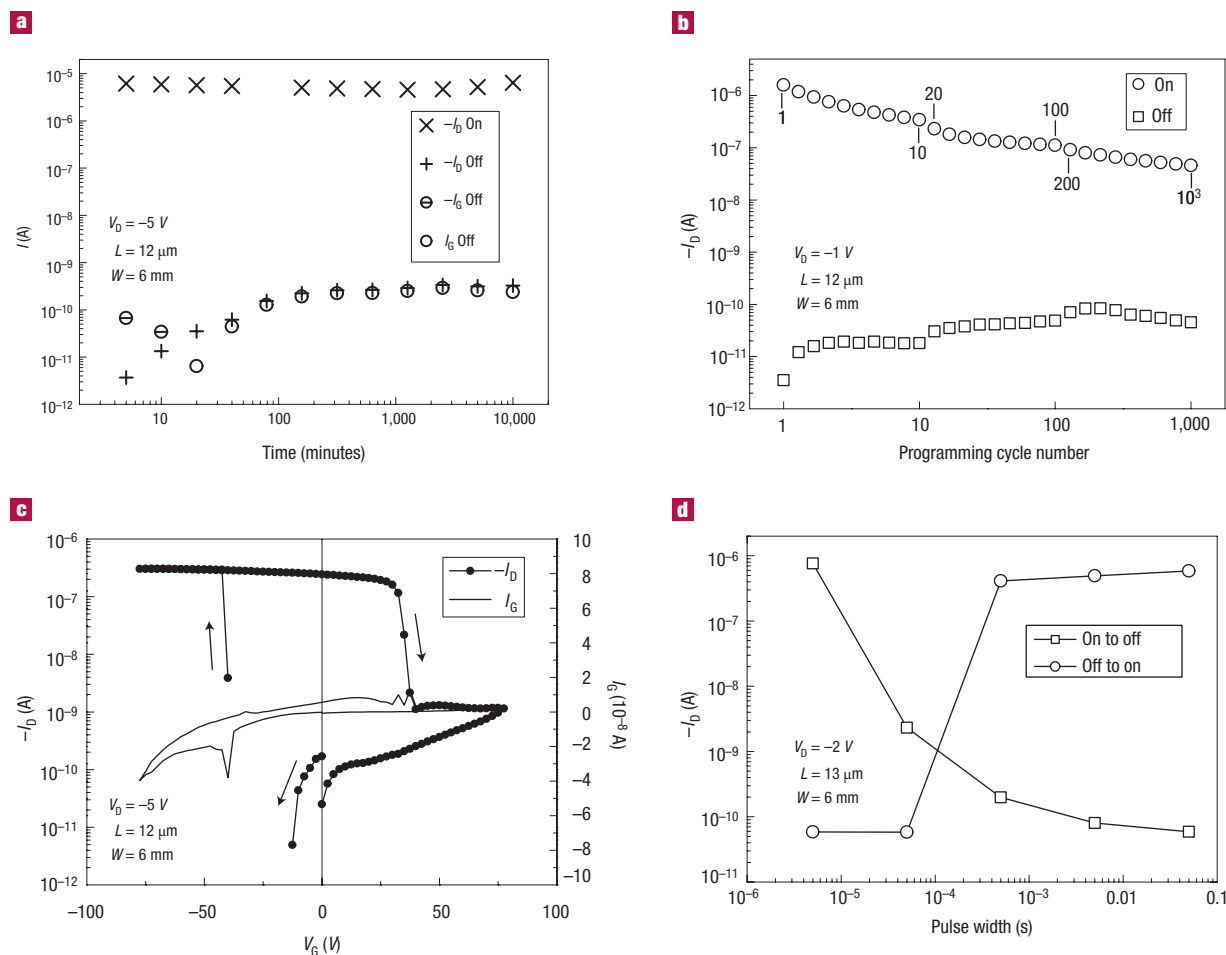 a
10⁻⁵
10⁻⁶
10⁻⁷
10⁻⁸
10⁻⁹
10⁻¹⁰
10⁻¹¹
10⁻¹²
I (A)
−I_D On
−I_D Off
−I_G Off
I_G Off
V_D = −5 V
L = 12 μm
W = 6 mm
10
100
1,000
10,000
Time (minutes)
b
10⁻⁶
10⁻⁷
10⁻⁸
10⁻⁹
10⁻¹⁰
10⁻¹¹
10⁻¹²
−I_D (A)
On
Off
1
10
20
100
200
10³
V_D = −1 V
L = 12 μm
W = 6 mm
1
10
100
1,000
Programming cycle number
c
10⁻⁶
10⁻⁷
10⁻⁸
10⁻⁹
10⁻¹⁰
10⁻¹¹
10⁻¹²
−I_D (A)
−I_D
I_G
10
8
6
4
2
0
−2
−4
−6
−8
−10
I_G (10⁻⁸ A)
V_D = −5 V
L = 12 μm
W = 6 mm
−100
−50
0
50
100
V_G (V)
d
10⁻⁶
10⁻⁷
10⁻⁸
10⁻⁹
10⁻¹⁰
10⁻¹¹
−I_D (A)
On to off
Off to on
V_D = −2 V
L = 13 μm
W = 6 mm
10⁻⁶
10⁻⁵
10⁻⁴
10⁻³
0.01
0.1
Pulse width (s)